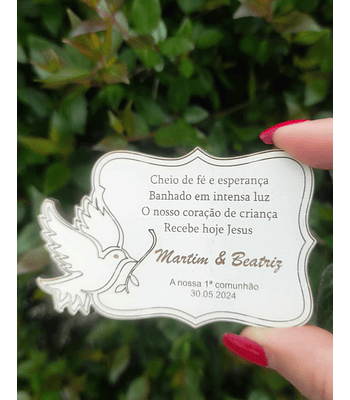 Cheio de fé e esperança
Banhado em intensa luz
O nosso coração de criança
Recebe hoje Jesus
Martim & Beatriz
A nossa 1ª comunhão
30.05.2024